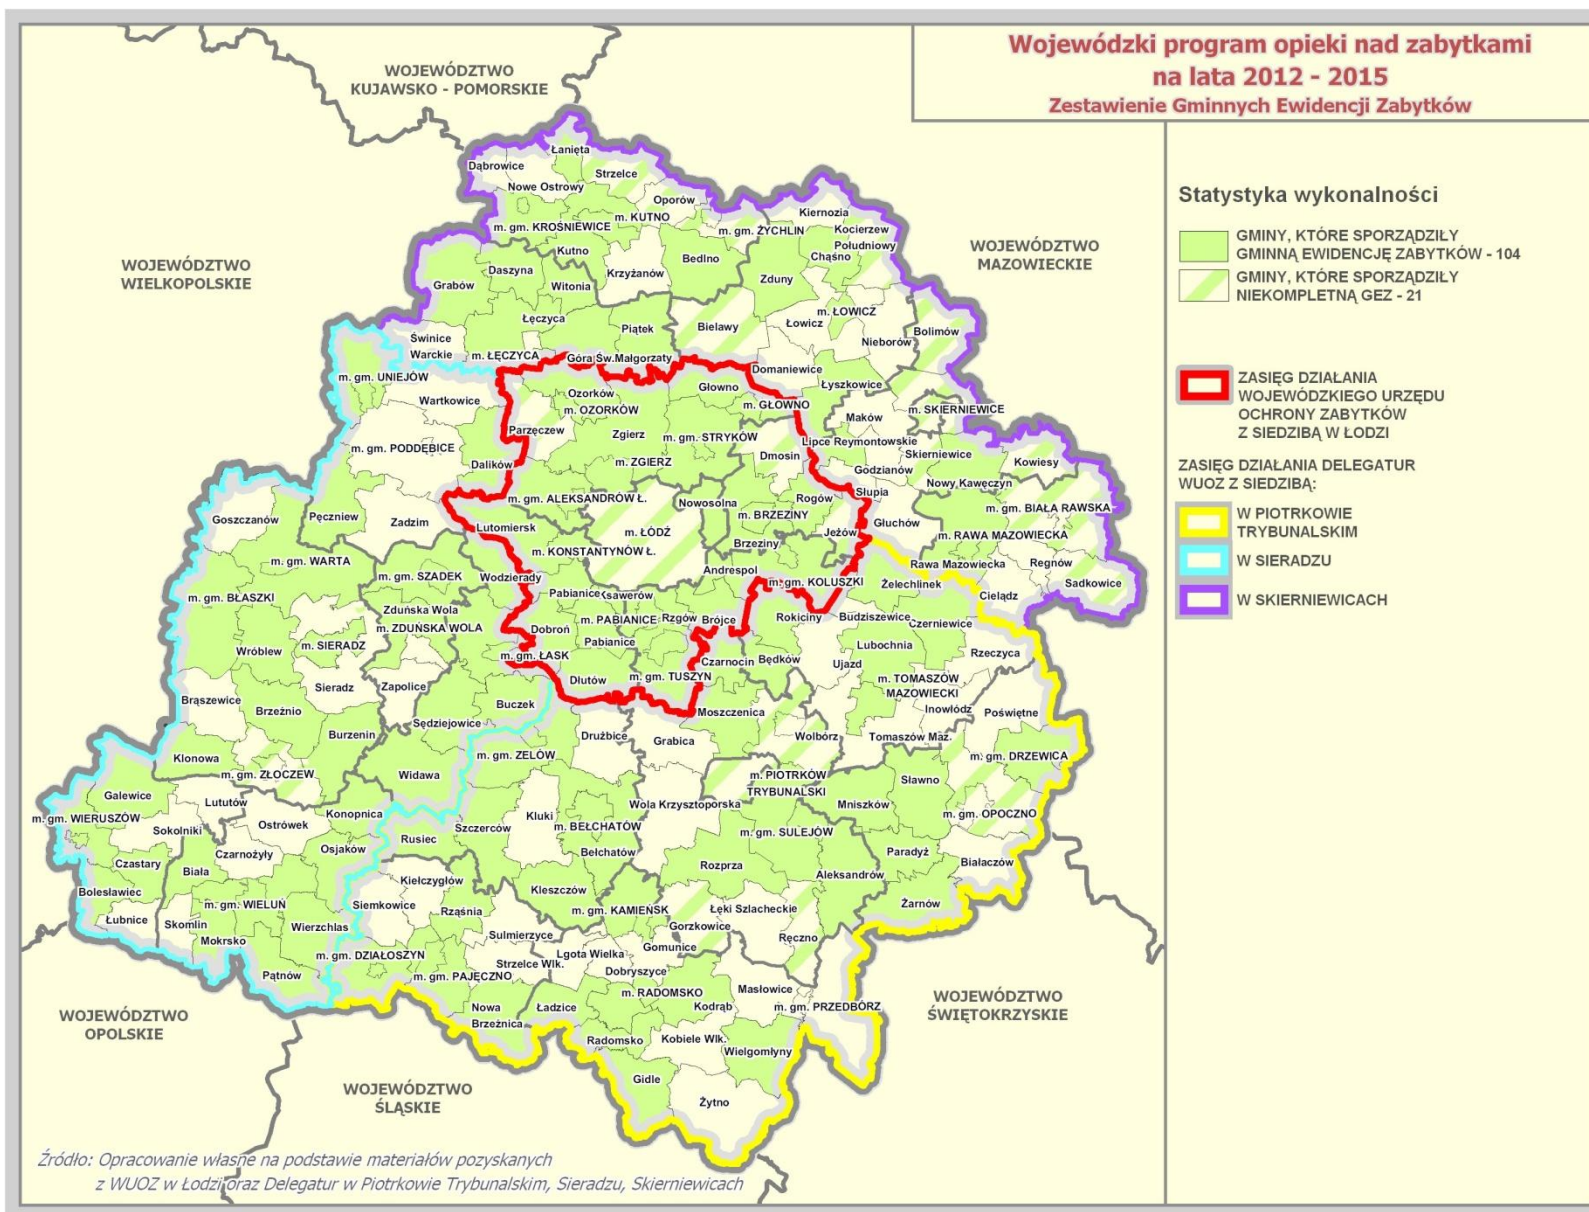 Wojewódzki program opieki nad zabytkami
na lata 2012 - 2015
Zestawienie Gminnych Ewidencji Zabytków
WOJEWÓDZTWO
KUJAWSKO - POMORSKIE
WOJEWÓDZTWO
WIELKOPOLSKIE
WOJEWÓDZTWO
MAZOWIECKIE
Łanięta
Dąbrowice
Strzelce
Nowe Ostrowy
Oporów
m. KUTNO
m. gm. KROŚNIEWICE
m. gm. ŻYCHLIN
Kiernozia
Kocierzew
Południowy
Chąśno
Kutno
Bedlno
Krzyżanów
Daszyna
Zduny
Grabów
Witonia
m. ŁOWICZ
Łęczyca
Piątek
Bielawy
Łowicz
Bolimów
Nieborów
Świnice
Warckie
m. ŁĘCZYCA
Góra Św.Małgorzaty
Domaniewice
m. gm. UNIEJÓW
Łyszkowice
Głowno
Ozorków
Wartkowice
m. GŁOWNO
m. OZORKÓW
m. SKIERNIEWICE
Maków
Parzęczew
Zgierz
m. gm. STRYKÓW
Lipce Reymontowskie
m. gm. PODDĘBICE
Dmosin
Skierniewice
Dalików
m. ZGIERZ
Godzianów
Kowiesy
Nowy Kawęczyn
Słupia
m. gm. ALEKSANDRÓW Ł.
Nowosolna
Rogów
m. gm. BIAŁA RAWSKA
Goszczanów
Pęczniew
Zadzim
Lutomiersk
m. BRZEZINY
Głuchów
m. ŁÓDŹ
Jeżów
m. RAWA MAZOWIECKA
m. KONSTANTYNÓW Ł.
Brzeziny
m. gm. WARTA
Rawa Mazowiecka
Regnów
Andrespol
m. gm. SZADEK
Wodzierady
m. gm. KOLUSZKI
Żelechlinek
Sadkowice
m. gm. BŁASZKI
Pabianice
Ksawerów
Cielądz
Zduńska Wola
m. PABIANICE
Rzgów
Brójce
Rokiciny
Budziszewice
Czerniewice
m. ZDUŃSKA WOLA
Dobroń
Pabianice
Lubochnia
m. SIERADZ
Wróblew
m. gm. ŁASK
Czarnocin
Będków
Ujazd
Rzeczyca
Dłutów
m. gm. TUSZYN
m. TOMASZÓW
MAZOWIECKI
Sieradz
Zapolice
Brąszewice
Buczek
Inowłódz
Brzeźnio
Moszczenica
Poświętne
Sędziejowice
Burzenin
Drużbice
Grabica
Wolbórz
Tomaszów Maz.
Klonowa
m. gm. ZELÓW
m. gm. DRZEWICA
m. gm. ZŁOCZEW
Widawa
m. PIOTRKÓW
TRYBUNALSKI
Sławno
Galewice
Lututów
Wola Krzysztoporska
Mniszków
m. gm. WIERUSZÓW
Konopnica
Kluki
m. gm. OPOCZNO
Sokolniki
Ostrówek
Szczerców
m. BEŁCHATÓW
m. gm. SULEJÓW
Rusiec
Osjaków
Czarnożyły
Bełchatów
Paradyż
Czastary
Biała
Rozprza
Białaczów
Aleksandrów
Kiełczygłów
Bolesławiec
Kleszczów
m. gm. WIELUŃ
Siemkowice
Rząśnia
Żarnów
m. gm. KAMIEŃSK
Łęki Szlacheckie
Łubnice
Skomlin
Wierzchlas
Gorzkowice
Sulmierzyce
Mokrsko
Ręczno
Gomunice
m. gm. DZIAŁOSZYN
Lgota Wielka
Strzelce Wlk.
Pątnów
m. gm. PAJĘCZNO
Dobryszyce
Masłowice
m. RADOMSKO
Kodrąb
m. gm. PRZEDBÓRZ
Nowa
Brzeźnica
Ładzice
Radomsko
Kobiele Wlk.
Wielgomłyny
Gidle
Żytno
WOJEWÓDZTWO
OPOLSKIE
WOJEWÓDZTWO
ŚLĄSKIE
WOJEWÓDZTWO
ŚWIĘTOKRZYSKIE
Źródło: Opracowanie własne na podstawie materiałów pozyskanych
z WUOZ w Łodzi oraz Delegatur w Piotrkowie Trybunalskim, Sieradzu, Skierniewicach
Statystyka wykonalności
GMINY, KTÓRE SPORZĄDZIŁY
GMINNĄ EWIDENCJĘ ZABYTKÓW - 104
GMINY, KTÓRE SPORZĄDZIŁY
NIEKOMPLETNĄ GEZ - 21
ZASIĘG DZIAŁANIA
WOJEWÓDZKIEGO URZĘDU
OCHRONY ZABYTKÓW
Z SIEDZIBĄ W ŁODZI
ZASIĘG DZIAŁANIA DELEGATUR
WUOZ Z SIEDZIBĄ:
W PIOTRKOWIE
TRYBUNALSKIM
W SIERADZU
W SKIERNIEWICACH